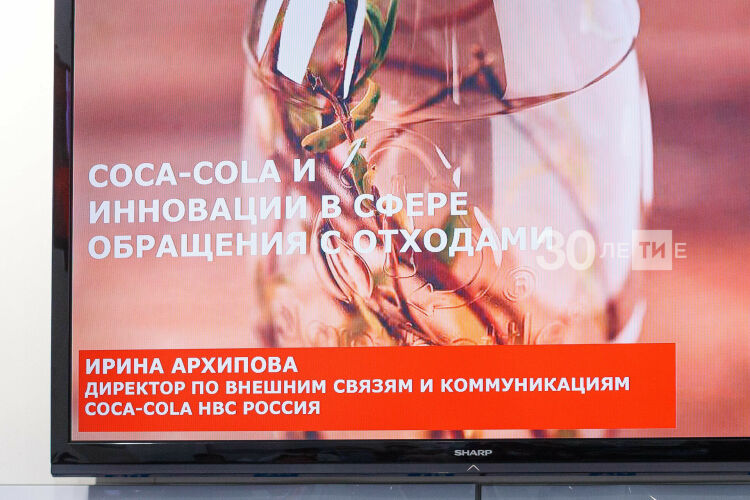 COCA-COLA И
ИННОВАЦИИ В СФЕРЕ
ОБРАЩЕНИЯ С ОТХОДАМИ
30 ЛЕТИЕ
ИРИНА АРХИПОВА
ДИРЕКТОР ПО ВНЕШНИМ СВЯЗЯМ И КОММУНИКАЦИЯМ
COCA-COLA HBC РОССИЯ
SHARP